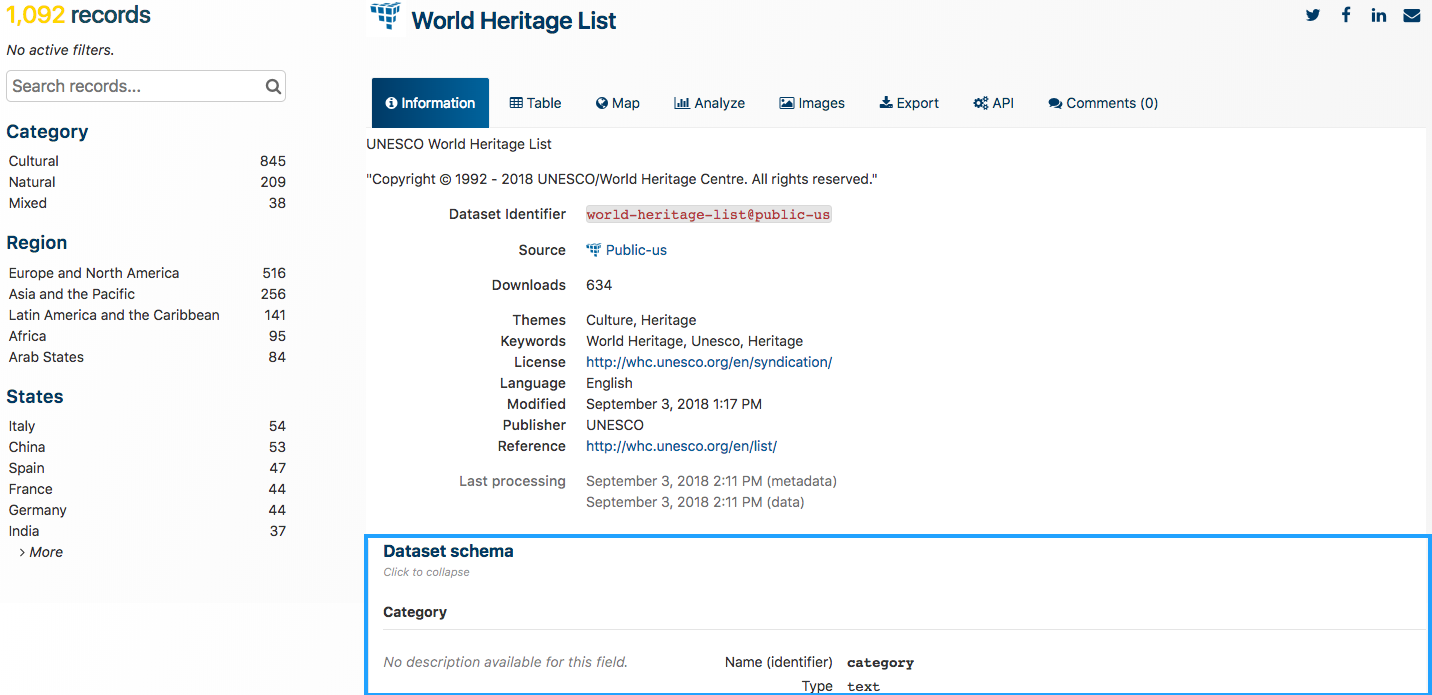 1,092 records
No active filters.
Search records...
Category
Cultural 845
Natural 209
Mixed 38
Region
Europe and North America 516
Asia and the Pacific 256
Latin America and the Caribbean 141
Africa 95
Arab States 84
States
Italy 54
China 53
Spain 47
France 44
Germany 44
India 37
> More
World Heritage List
Information Table Map Analyze Images Export API Comments (0)
UNESCO World Heritage List
"Copyright © 1992 - 2018 UNESCO/World Heritage Centre. All rights reserved."
Dataset Identifier world-heritage-list@public-us
Source Public-us
Downloads 634
Themes Culture, Heritage
Keywords World Heritage, Unesco, Heritage
License http://whc.unesco.org/en/syndication/
Language English
Modified September 3, 2018 1:17 PM
Publisher UNESCO
Reference http://whc.unesco.org/en/list/
Last processing September 3, 2018 2:11 PM (metadata)
September 3, 2018 2:11 PM (data)
Dataset schema
Click to collapse
Category
No description available for this field. Name (identifier) category
Type text